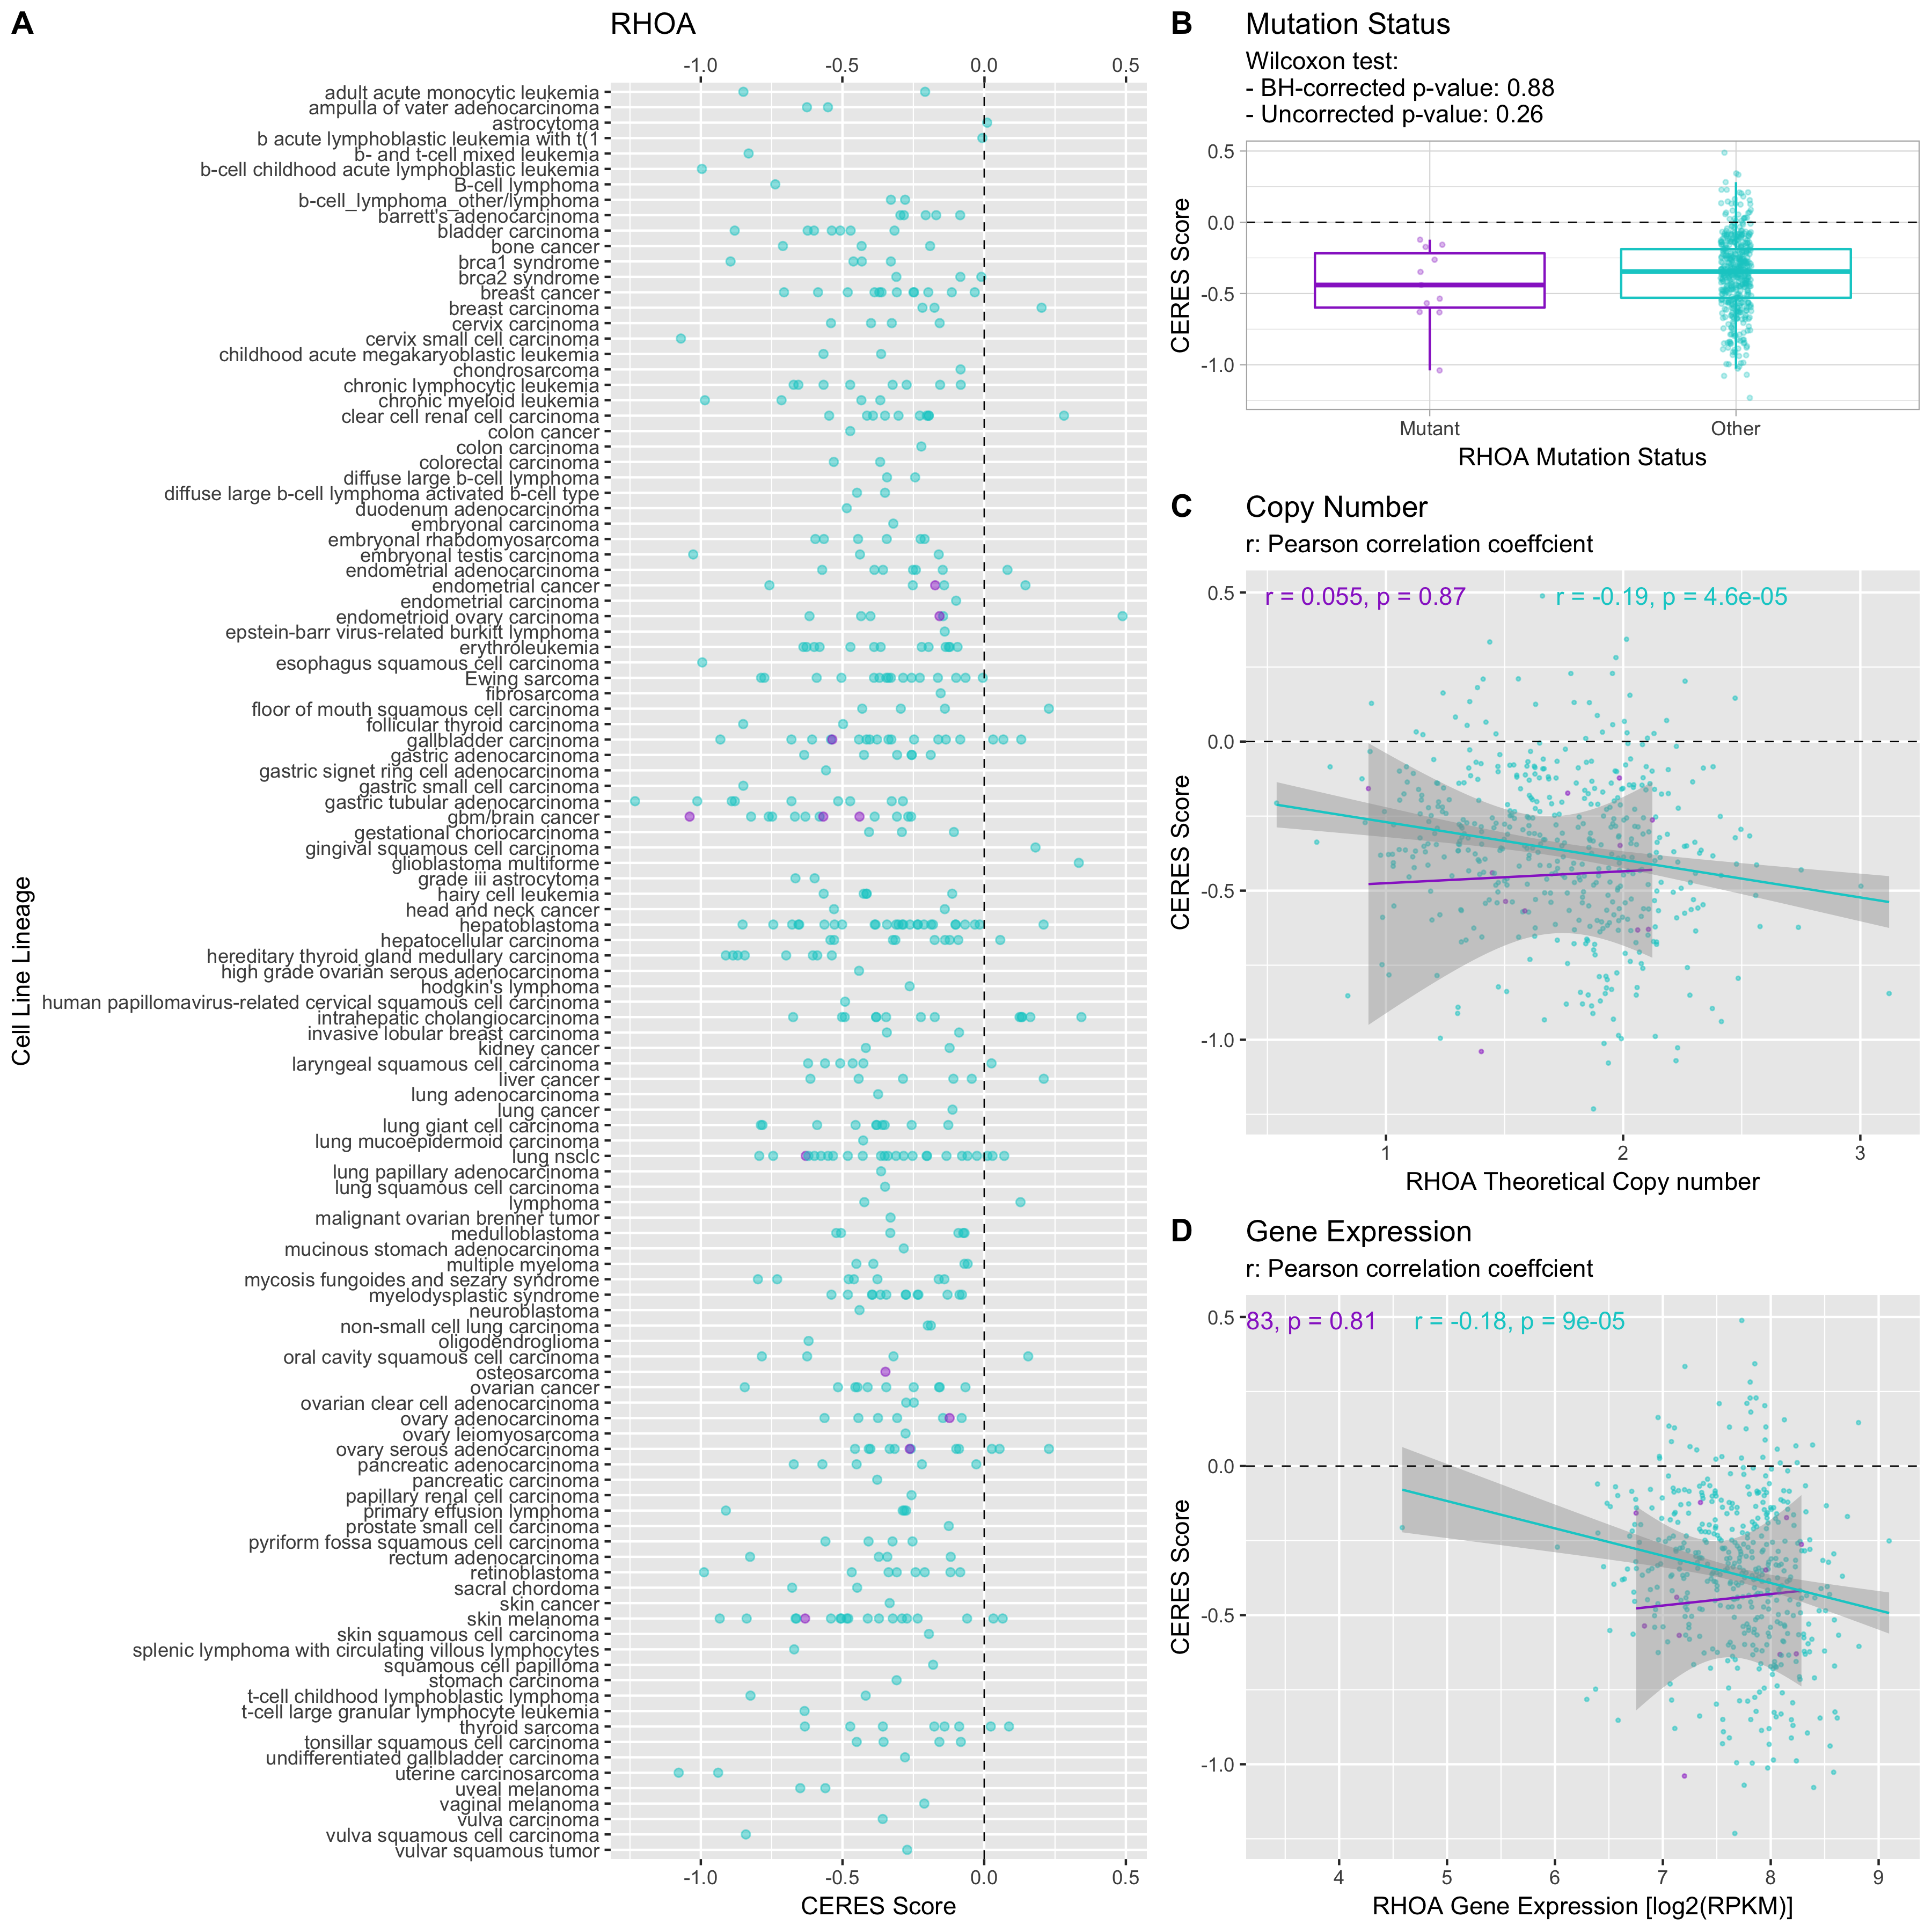 A
RHOA
-1.0 -0.5 0.0 0.5
adult acute monocytic leukemia
ampulla of vater adenocarcinoma
astrocytoma
b acute lymphoblastic leukemia with t(1
b- and t-cell mixed leukemia
b-cell childhood acute lymphoblastic leukemia
B-cell lymphoma
b-cell_lymphoma_other/lymphoma
barrett's adenocarcinoma
bladder carcinoma
bone cancer
brca1 syndrome
brca2 syndrome
breast cancer
breast carcinoma
cervix carcinoma
cervix small cell carcinoma
childhood acute megakaryoblastic leukemia
chondrosarcoma
chronic lymphocytic leukemia
chronic myeloid leukemia
clear cell renal cell carcinoma
colon cancer
colon carcinoma
colorectal carcinoma
diffuse large b-cell lymphoma
diffuse large b-cell lymphoma activated b-cell type
duodenum adenocarcinoma
embryonal carcinoma
embryonal rhabdomyosarcoma
embryonal testis carcinoma
endometrial adenocarcinoma
endometrial cancer
endometrial carcinoma
endometrioid ovary carcinoma
epstein-barr virus-related burkitt lymphoma
erythroleukemia
esophagus squamous cell carcinoma
Ewing sarcoma
fibrosarcoma
floor of mouth squamous cell carcinoma
follicular thyroid carcinoma
gallbladder carcinoma
gastric adenocarcinoma
gastric signet ring cell adenocarcinoma
gastric small cell carcinoma
gastric tubular adenocarcinoma
gbm/brain cancer
gestational choriocarcinoma
gingival squamous cell carcinoma
glioblastoma multiforme
grade iii astrocytoma
hairy cell leukemia
head and neck cancer
hepatoblastoma
hepatocellular carcinoma
hereditary thyroid gland medullary carcinoma
high grade ovarian serous adenocarcinoma
hodgkin's lymphoma
human papillomavirus-related cervical squamous cell carcinoma
intrahepatic cholangiocarcinoma
invasive lobular breast carcinoma
kidney cancer
laryngeal squamous cell carcinoma
liver cancer
lung adenocarcinoma
lung cancer
lung giant cell carcinoma
lung mucoepidermoid carcinoma
lung nsclc
lung papillary adenocarcinoma
lung squamous cell carcinoma
lymphoma
malignant ovarian brenner tumor
medulloblastoma
mucinous stomach adenocarcinoma
multiple myeloma
mycosis fungoides and sezary syndrome
myelodysplastic syndrome
neuroblastoma
non-small cell lung carcinoma
oligodendroglioma
oral cavity squamous cell carcinoma
osteosarcoma
ovarian cancer
ovarian clear cell adenocarcinoma
ovary adenocarcinoma
ovary leiomyosarcoma
ovary serous adenocarcinoma
pancreatic adenocarcinoma
pancreatic carcinoma
papillary renal cell carcinoma
primary effusion lymphoma
prostate small cell carcinoma
pyriform fossa squamous cell carcinoma
rectum adenocarcinoma
retinoblastoma
sacral chordoma
skin cancer
skin melanoma
skin squamous cell carcinoma
splenic lymphoma with circulating villous lymphocytes
squamous cell papilloma
stomach carcinoma
t-cell childhood lymphoblastic lymphoma
t-cell large granular lymphocyte leukemia
thyroid sarcoma
tonsillar squamous cell carcinoma
undifferentiated gallbladder carcinoma
uterine carcinosarcoma
uveal melanoma
vaginal melanoma
vulva carcinoma
vulva squamous cell carcinoma
vulvar squamous tumor
-1.0 -0.5 0.0 0.5
CERES Score
Cell Line Lineage
B
Mutation Status
Wilcoxon test:
- BH-corrected p-value: 0.88
- Uncorrected p-value: 0.26
0.5
0.0
-0.5
-1.0
CERES Score
Mutant Other
RHOA Mutation Status
C
Copy Number
r: Pearson correlation coeffcient
r = 0.055, p = 0.87 r = -0.19, p = 4.6e-05
0.5
0.0
-0.5
-1.0
CERES Score
1 2 3
RHOA Theoretical Copy number
D
Gene Expression
r: Pearson correlation coeffcient
83, p = 0.81 r = -0.18, p = 9e-05
0.5
0.0
-0.5
-1.0
CERES Score
4 5 6 7 8 9
RHOA Gene Expression [log2(RPKM)]